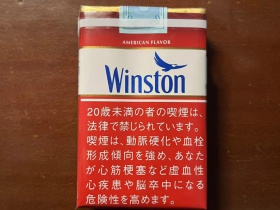 AMERICAN FLAVOR
Winston
20歳未満の者の喫煙は、
法律で禁じられています。
喫煙は、動脈硬化や血栓
形成傾向を強め、あなた
が心筋梗塞など虚血性
心疾患や脳卒中になる
危険性を高めます。